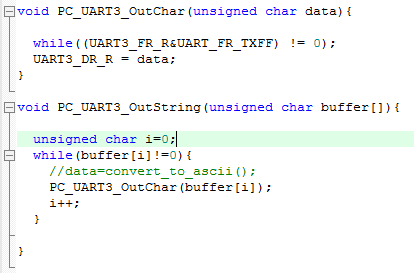 void PC_UART3_OutChar(unsigned char data){
while((UART3_FR_R&UART_FR_TXFF) != 0);
UART3_DR_R = data;
}
void PC_UART3_OutString(unsigned char buffer[]){
unsigned char i=0;
while(buffer[i]!=0){
//data=convert_to_ascii();
PC_UART3_OutChar(buffer[i]);
i++;
}
}